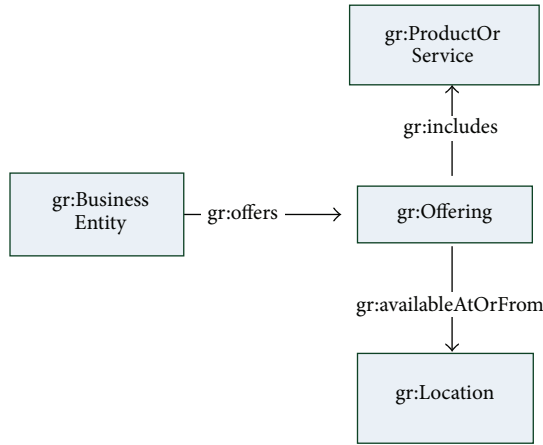 gr:ProductOr
Service
gr:includes
gr:Business
Entity
gr:offers
gr:Offering
gr:availableAtOrFrom
gr:Location